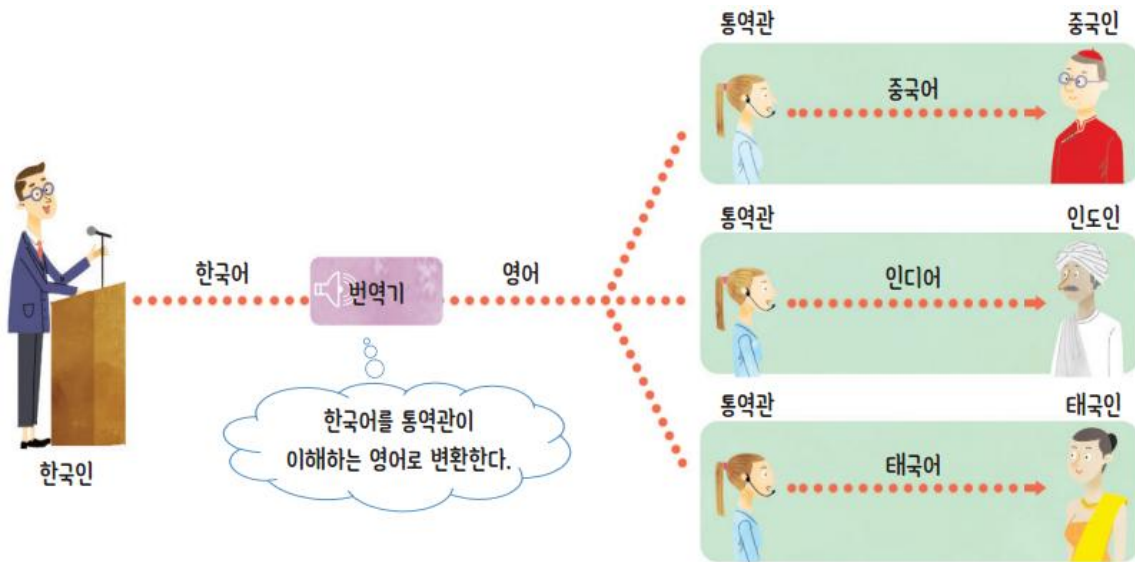 통역관
중국인
중국어
통역관
인도인
인디어
통역관
태국인
태국어
한국어
번역기
영어
한국어를 통역관이
이해하는 영어로 변환한다.
한국인